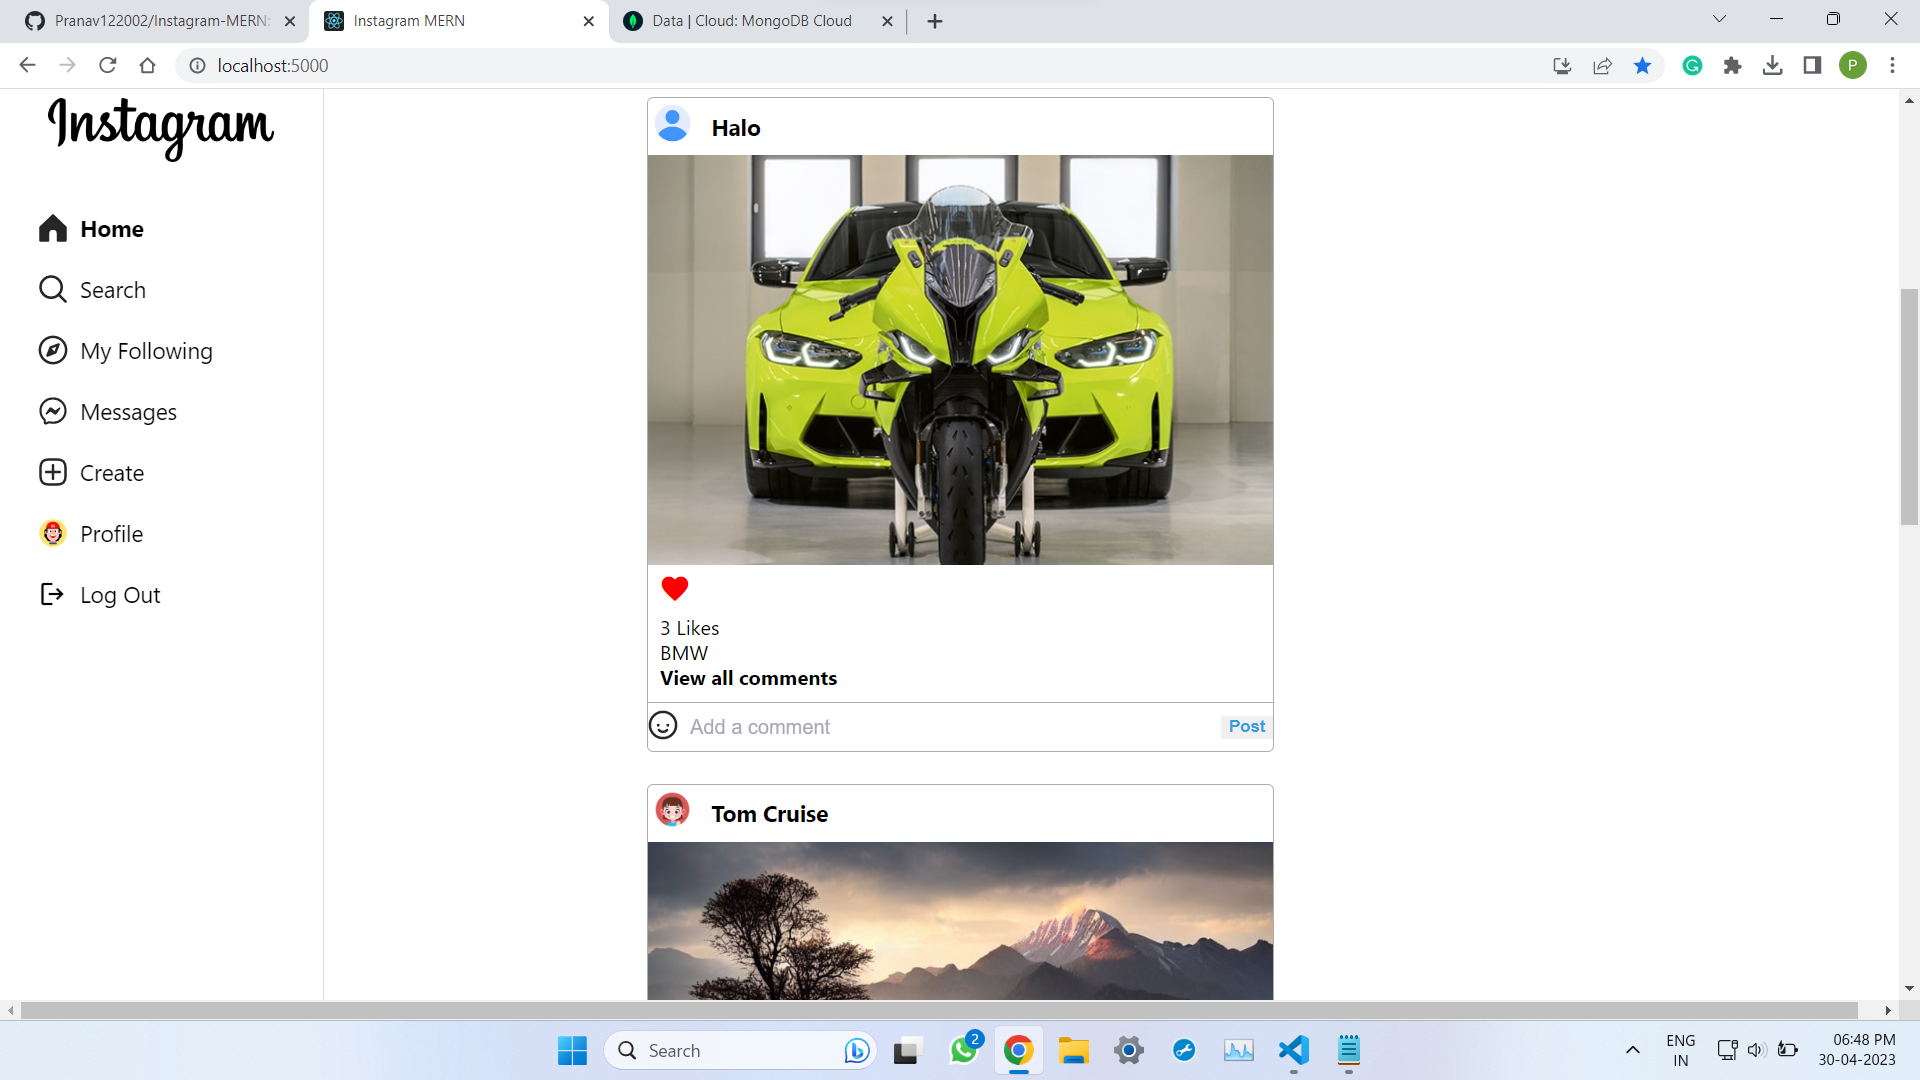 Pranav122002/Instagram-MERN:
Instagram MERN
Data | Cloud: MongoDB Cloud
localhost:5000
P
Instagram
Home
Search
My Following
Messages
Create
Profile
Log Out
Halo
3 Likes
BMW
View all comments
Add a comment
Post
Tom Cruise
Search
2
ENG
IN
06:48 PM
30-04-2023